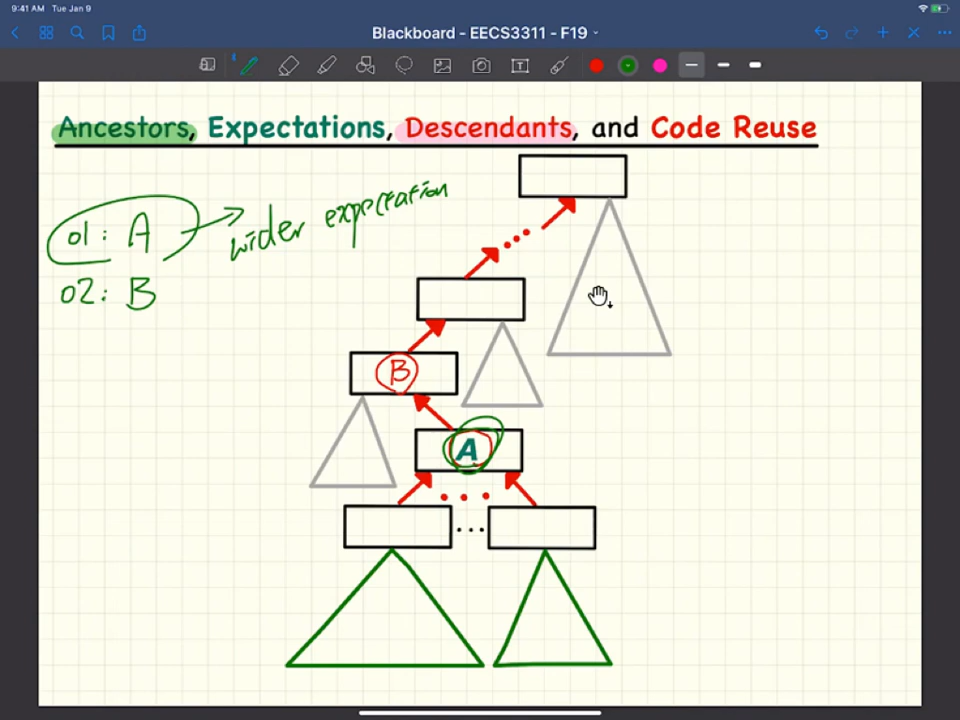 9:41 AM Tue Jan 9
Blackboard - EECS3311 - F19
T
Ancestors, Expectations, Descendants, and Code Reuse
o1: A wider expectation
o2: B
B
A
...